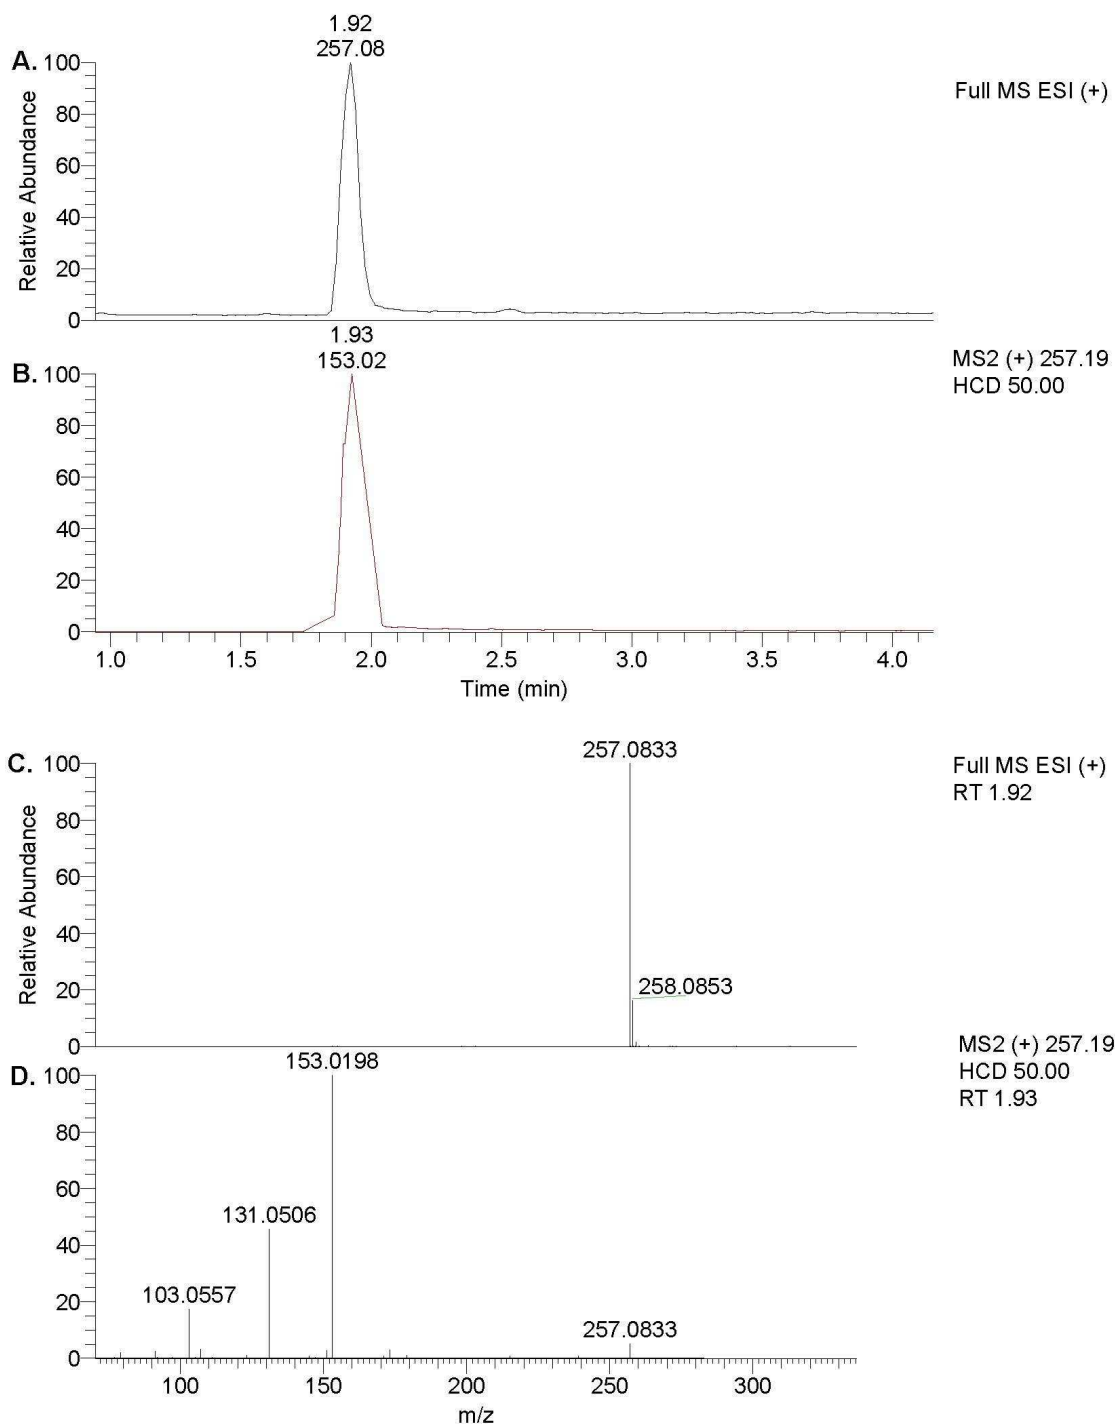 1.92
257.08
A.
Full MS ESI (+)
Relative Abundance
100
80
60
40
20
0
1.93
153.02
B.
MS2 (+) 257.19
HCD 50.00
100
80
60
40
20
0
1.0 1.5 2.0 2.5 3.0 3.5 4.0
Time (min)
C.
257.0833
Full MS ESI (+)
RT 1.92
Relative Abundance
100
80
60
40
20
0
258.0853
D.
153.0198
MS2 (+) 257.19
HCD 50.00
RT 1.93
100
80
60
40
20
0
131.0506
103.0557
257.0833
100 150 200 250 300
m/z